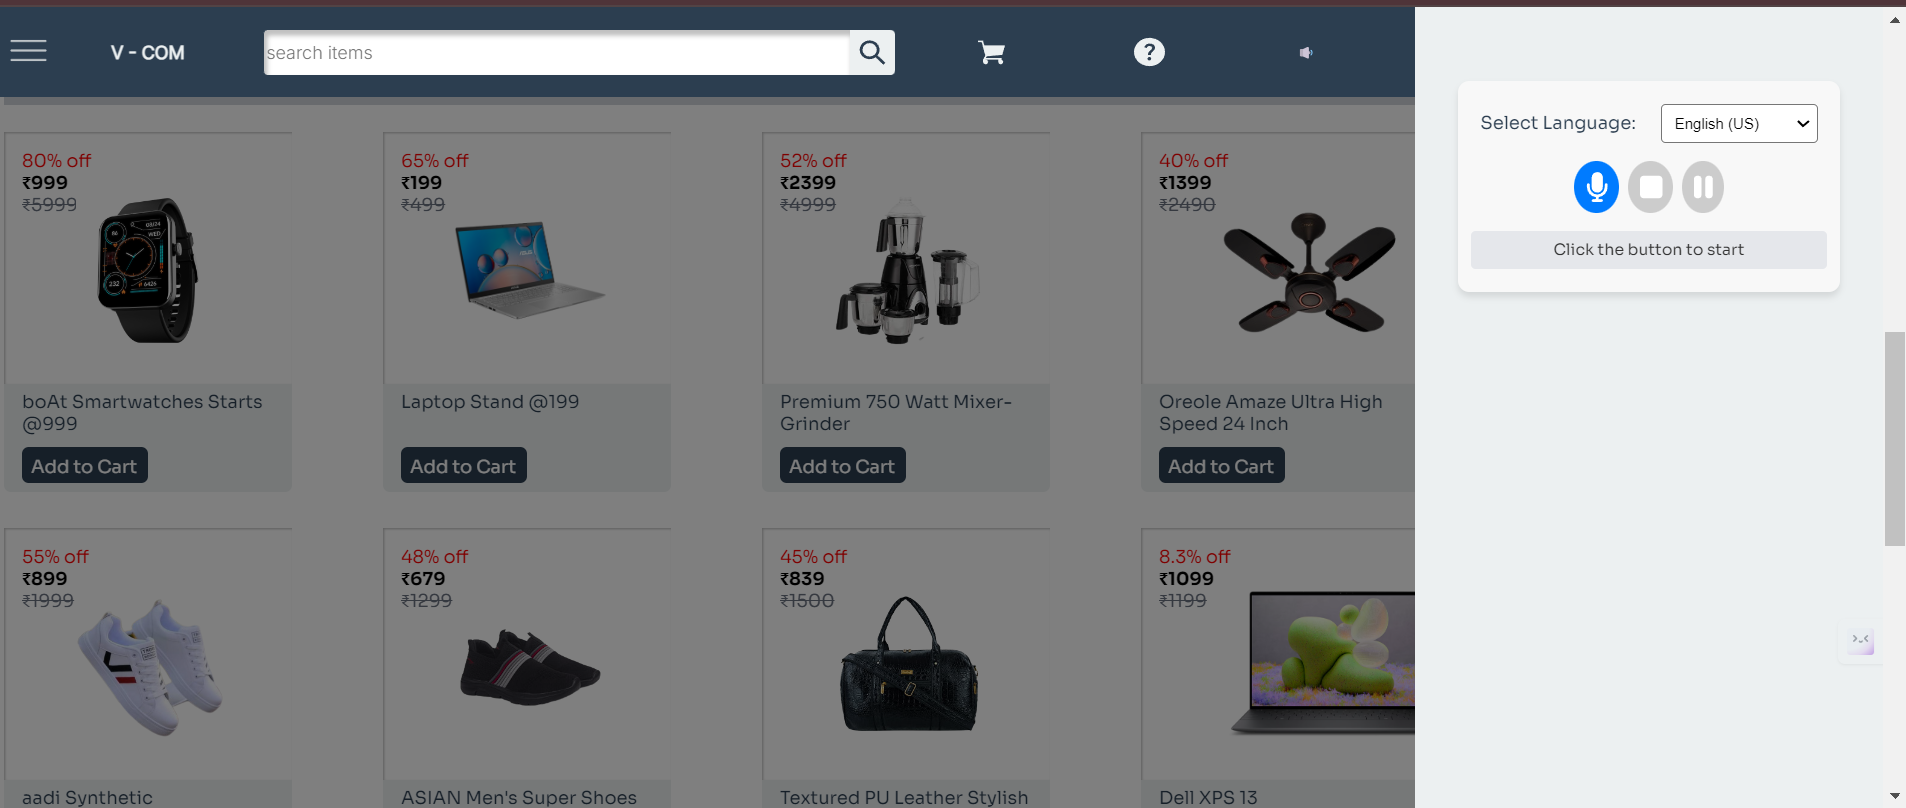 V - COM
search items
?
Select Language:
English (US)
Click the button to start
80% off
₹999
₹5999
boAt Smartwatches Starts
@999
Add to Cart
65% off
₹199
₹499
Laptop Stand @199
Add to Cart
52% off
₹2399
₹4999
Premium 750 Watt Mixer-
Grinder
Add to Cart
40% off
₹1399
₹2490
Oreole Amaze Ultra High
Speed 24 Inch
Add to Cart
55% off
₹899
₹1999
aadi Synthetic
48% off
₹679
₹1299
ASIAN Men's Super Shoes
45% off
₹839
₹1500
Textured PU Leather Stylish
8.3% off
₹1099
₹1199
Dell XPS 13